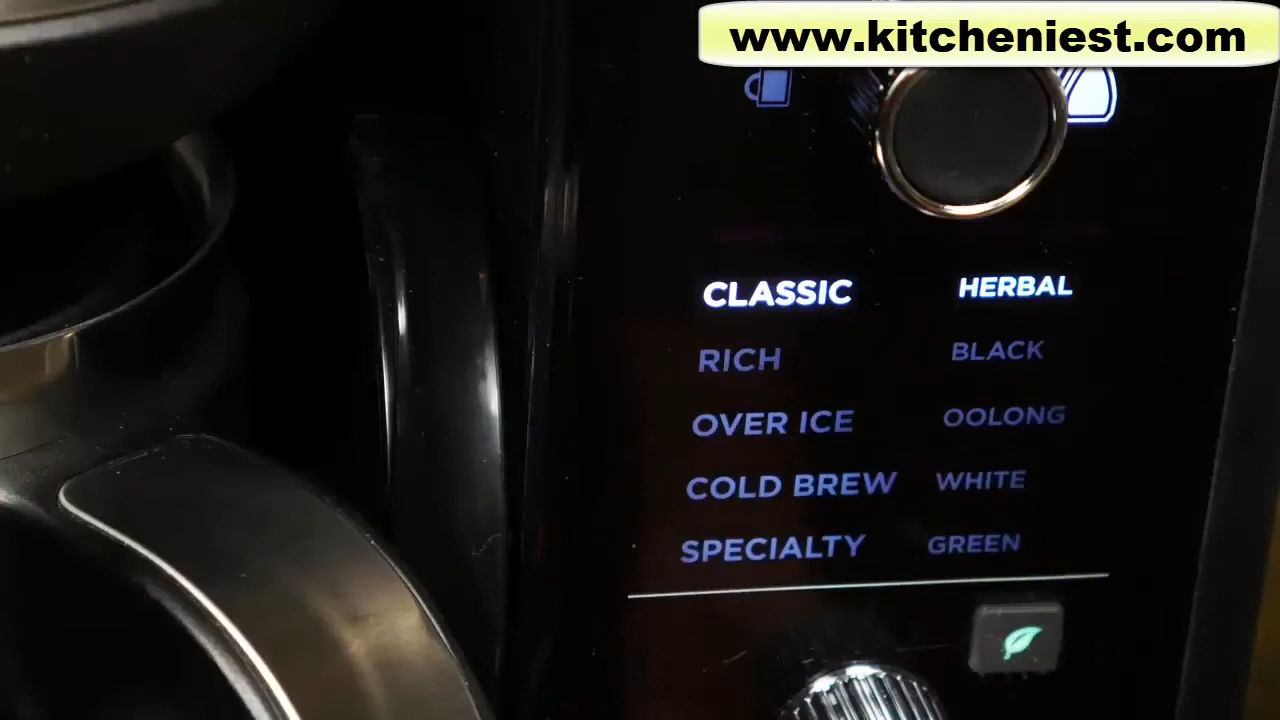 www.kitcheniest.com
CLASSIC HERBAL
RICH BLACK
OVER ICE OOLONG
COLD BREW WHITE
SPECIALTY GREEN